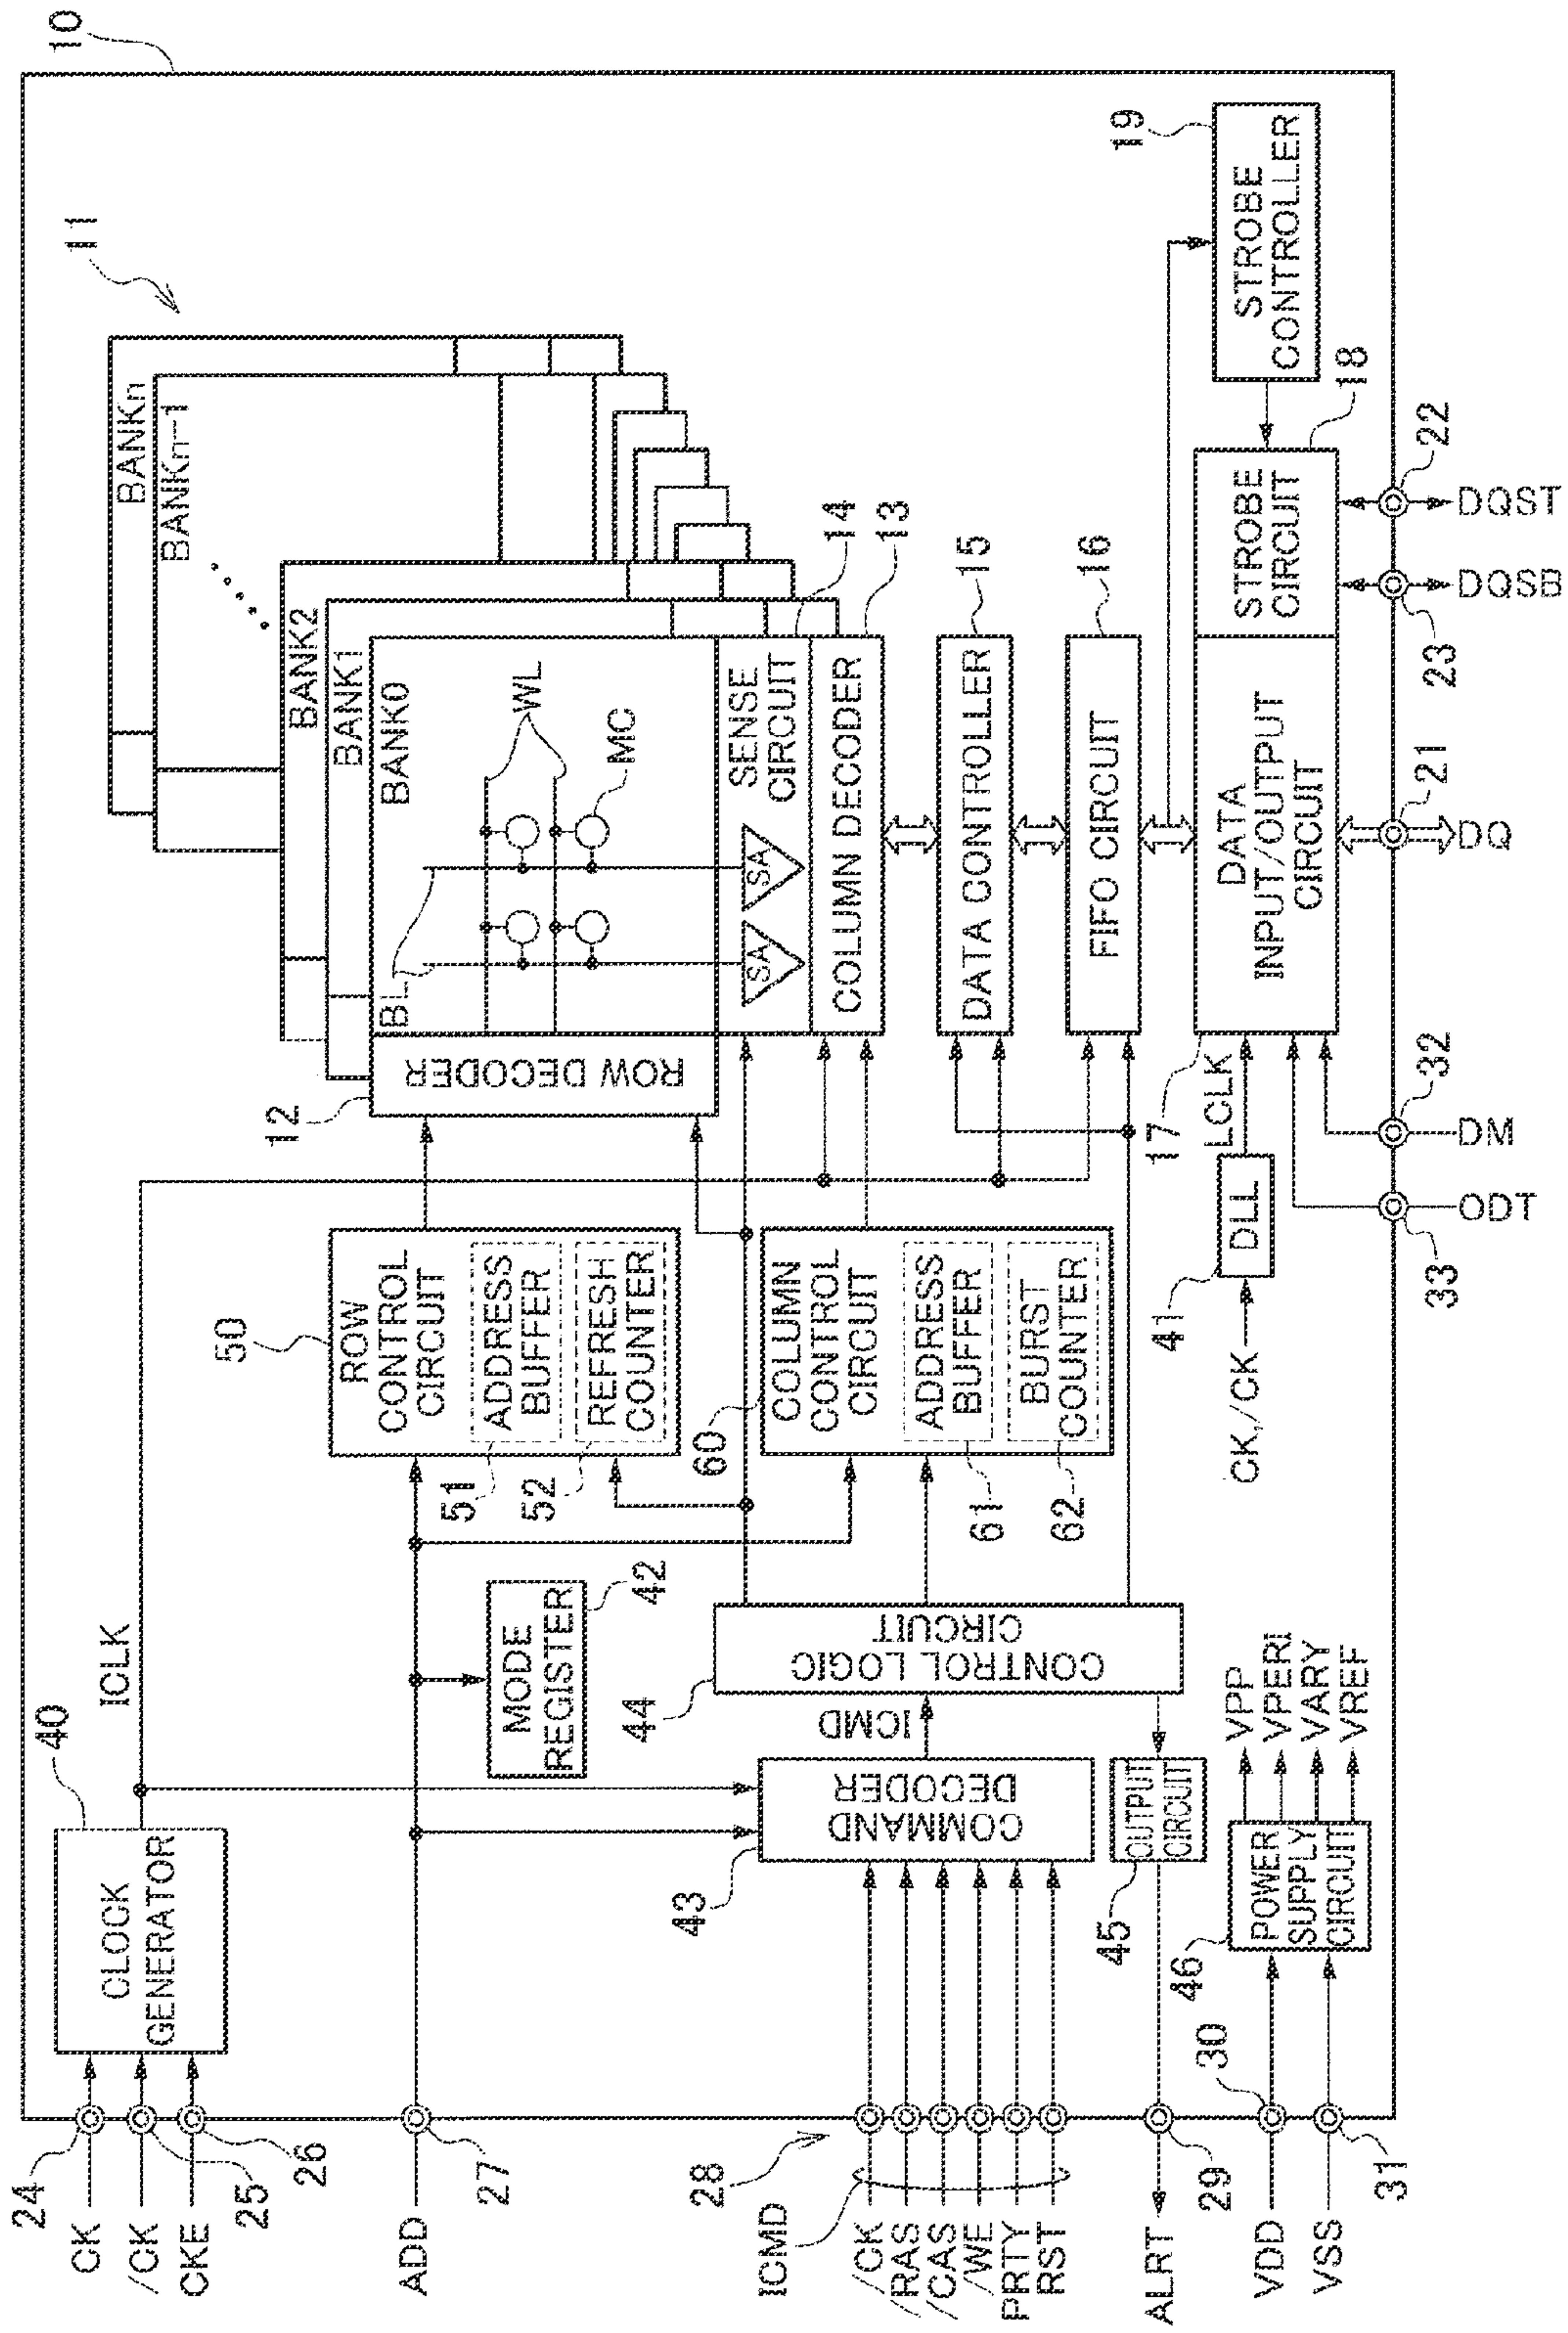 10
11
BANKn
BANKn-1
BANK2
BANK1
BANK0
WL
MC
BL
SA
SA
SENSE
CIRCUIT
14
COLUMN DECODER
13
ROW DECODER
12
DATA CONTROLLER
15
FIFO CIRCUIT
16
DATA
INPUT/OUTPUT
CIRCUIT
17
STROBE
CIRCUIT
18
STROBE
CONTROLLER
19
22
DQST
23
DQSB
21
DQ
32
DM
33
ODT
LCLK
DLL
41
CK,/CK
ROW
CONTROL
CIRCUIT
50
ADDRESS
BUFFER
51
REFRESH
COUNTER
52
COLUMN
CONTROL
CIRCUIT
60
ADDRESS
BUFFER
61
BURST
COUNTER
62
ICLK
CLOCK
GENERATOR
40
MODE
REGISTER
42
CONTROL LOGIC
CIRCUIT
44
ICMD
COMMAND
DECODER
43
OUTPUT
CIRCUIT
45
POWER
SUPPLY
CIRCUIT
46
VPP
VPERI
VARY
VREF
24
CK
25
/CK
26
CKE
27
ADD
28
ICMD
/CK
/RAS
/CAS
/WE
PRTY
RST
29
ALRT
30
VDD
31
VSS